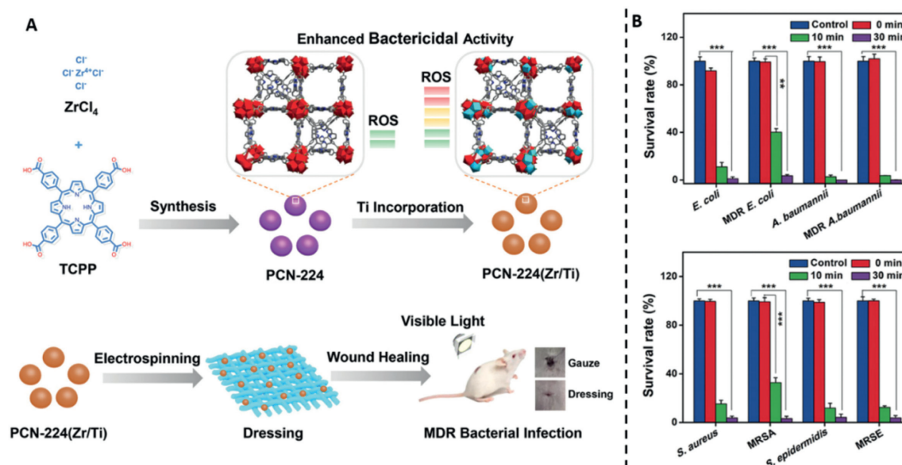 A
Enhanced Bactericidal Activity
Cl⁻
Cl⁻ Zr⁴⁺Cl⁻
Cl⁻
ZrCl₄
+
TCPP
Synthesis
PCN-224
ROS
ROS
Ti Incorporation
PCN-224(Zr/Ti)
PCN-224(Zr/Ti)
Electrospinning
Dressing
Wound Healing
Visible Light
Gauze
Dressing
MDR Bacterial Infection
B
Control 0 min
10 min 30 min
Survival rate (%)
120
80
40
0
*** *** ** *** ***
E. coli
MDR E. coli
A. baumannii
MDR A.baumannii
Control 0 min
10 min 30 min
Survival rate (%)
120
80
40
0
*** *** *** *** ***
S. aureus
MRSA
S. epidermidis
MRSE